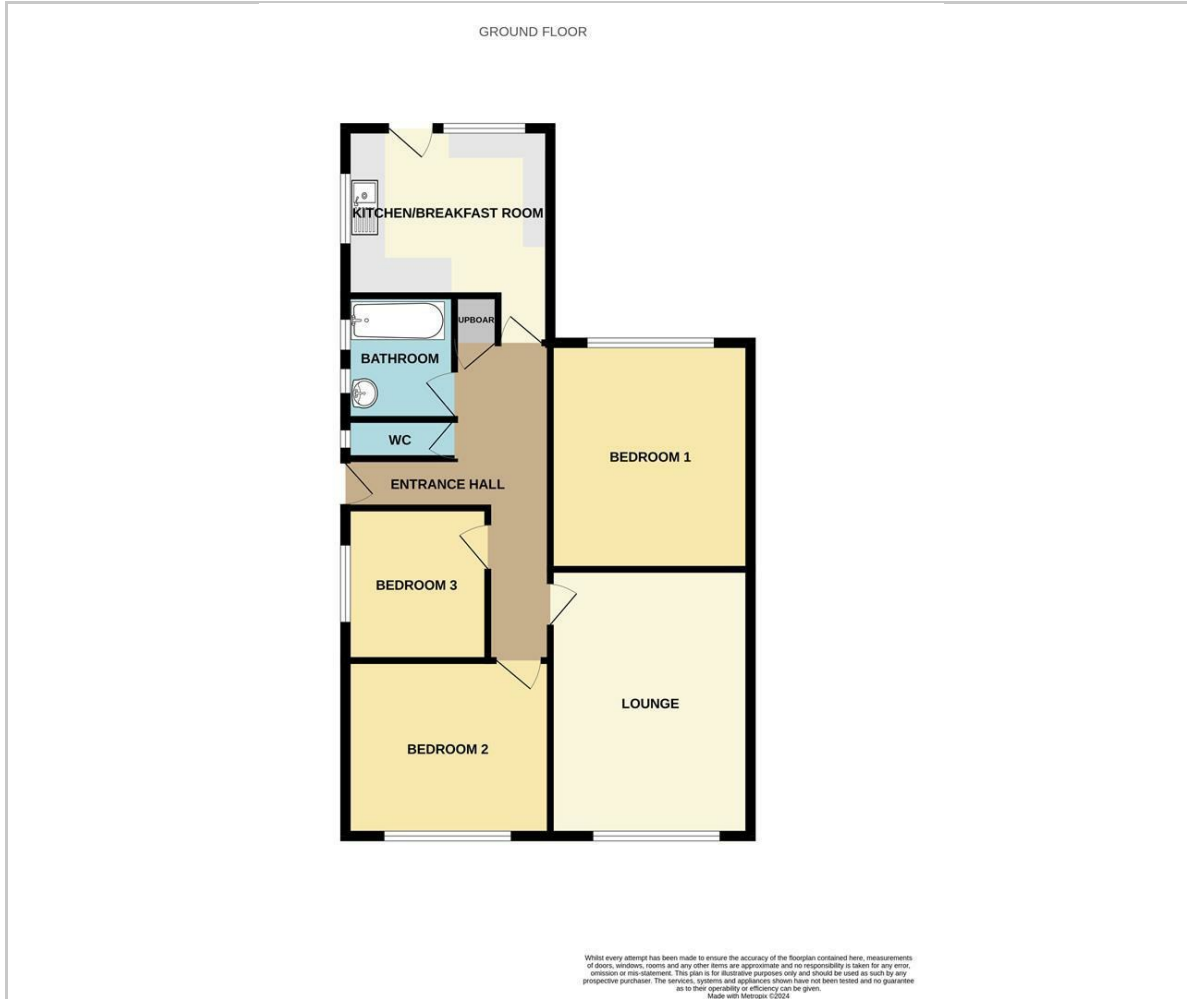 GROUND FLOOR
KITCHEN/BREAKFAST ROOM
UPBOAR
BATHROOM
WC
BEDROOM 1
ENTRANCE HALL
BEDROOM 3
LOUNGE
BEDROOM 2
Whilst every attempt has been made to ensure the accuracy of the floorplan contained here, measurements
of doors, windows, rooms and any other items are approximate and no responsibility is taken for any error,
omission or mis-statement. This plan is for illustrative purposes only and should be used as such by any
prospective purchaser. The services, systems and appliances shown have not been tested and no guarantee
as to their operability or efficiency can be given.
Made with Metropix ©2024